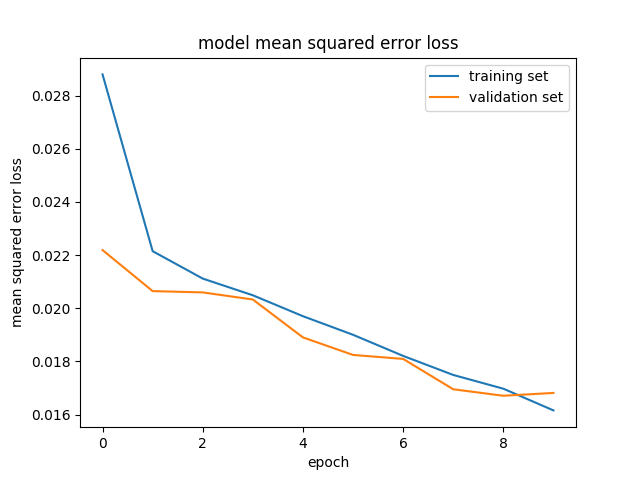 model mean squared error loss
training set
validation set
0.028
0.026
0.024
0.022
0.020
0.018
0.016
mean squared error loss
0 2 4 6 8
epoch